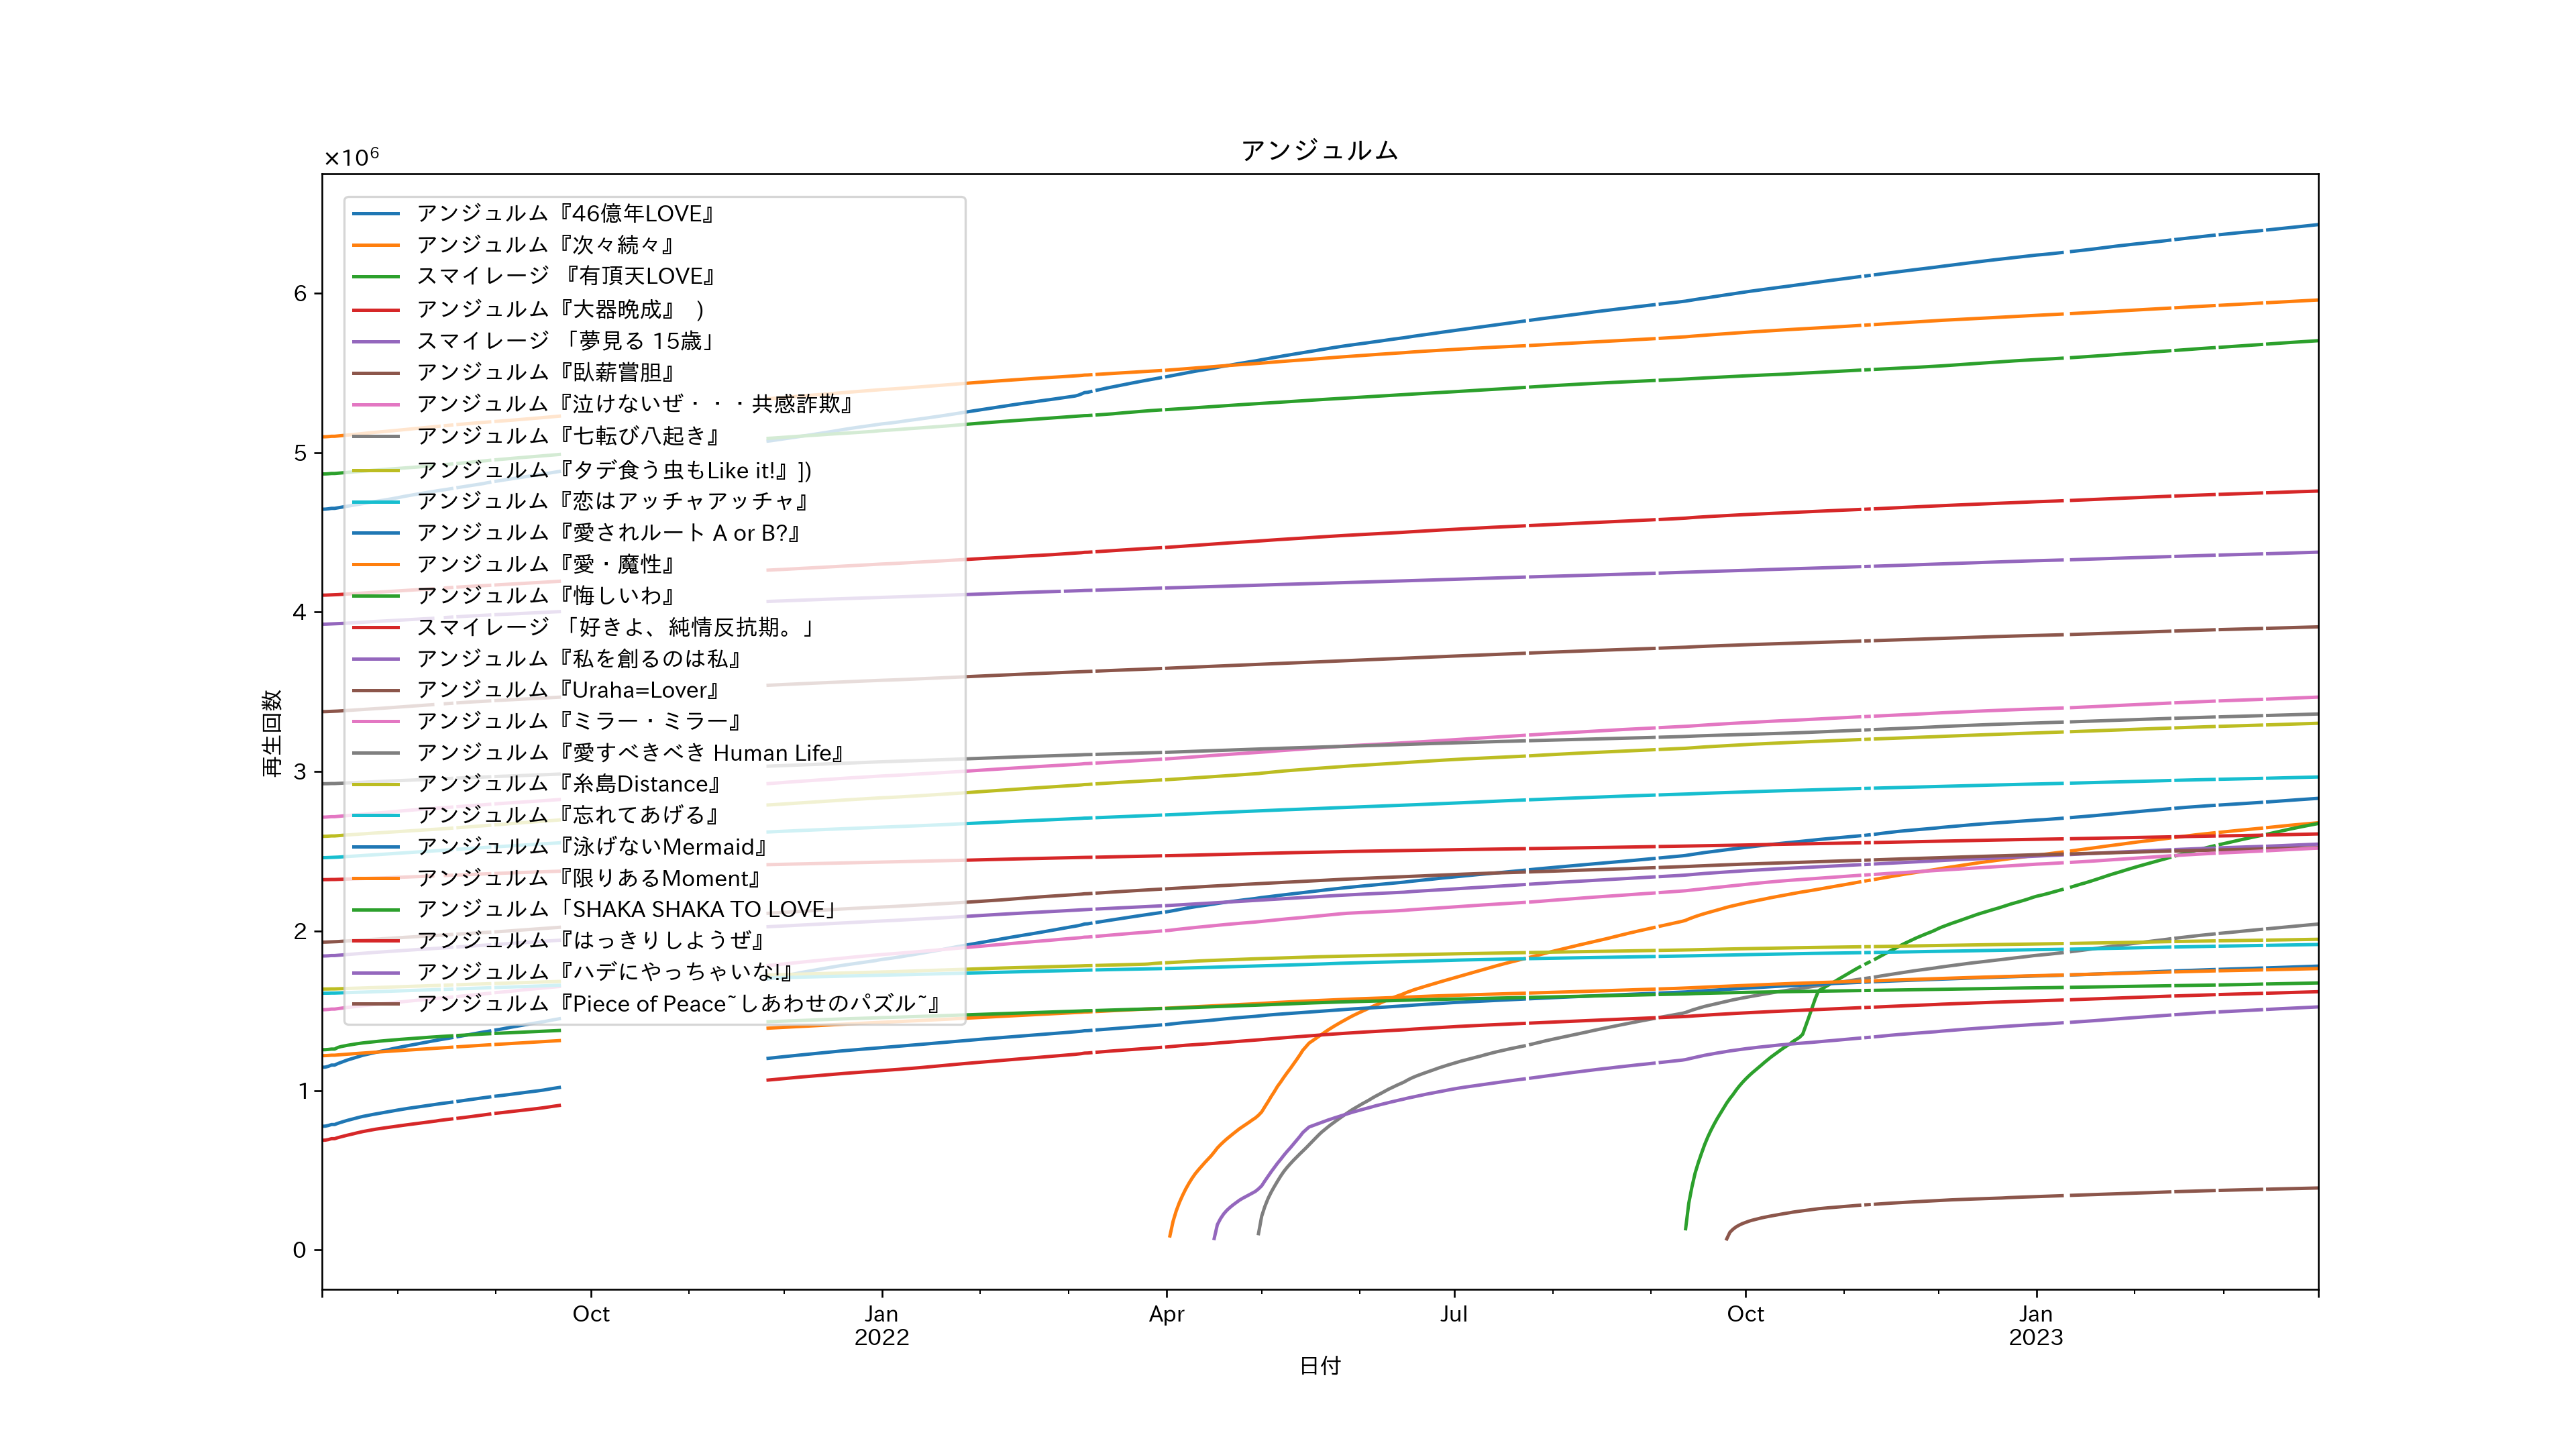 アンジュルム
×10⁶
アンジュルム『46億年LOVE』
アンジュルム『次々続々』
スマイレージ 『有頂天LOVE』
アンジュルム『大器晩成』 )
スマイレージ 「夢見る 15歳」
アンジュルム『臥薪嘗胆』
アンジュルム『泣けないぜ・・・共感詐欺』
アンジュルム『七転び八起き』
アンジュルム『タデ食う虫もLike it!』])
アンジュルム『恋はアッチャアッチャ』
アンジュルム『愛されルート A or B?』
アンジュルム『愛・魔性』
アンジュルム『悔しいわ』
スマイレージ 「好きよ、純情反抗期。」
アンジュルム『私を創るのは私』
アンジュルム『Uraha=Lover』
アンジュルム『ミラー・ミラー』
アンジュルム『愛すべきべき Human Life』
アンジュルム『糸島Distance』
アンジュルム『忘れてあげる』
アンジュルム『泳げないMermaid』
アンジュルム『限りあるMoment』
アンジュルム「SHAKA SHAKA TO LOVE」
アンジュルム『はっきりしようぜ』
アンジュルム『ハデにやっちゃいな!』
アンジュルム『Piece of Peace~しあわせのパズル~』
6
5
4
3
2
1
0
再生回数
Oct Jan Apr Jul Oct Jan
2022 2023
日付